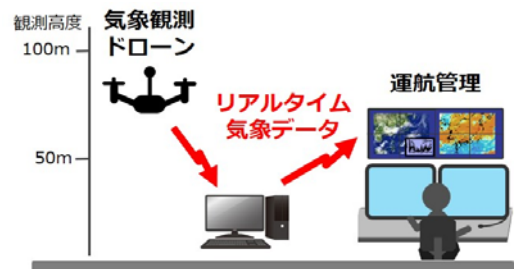 観測高度
100m
50m
気象観測
ドローン
リアルタイム
気象データ
運航管理